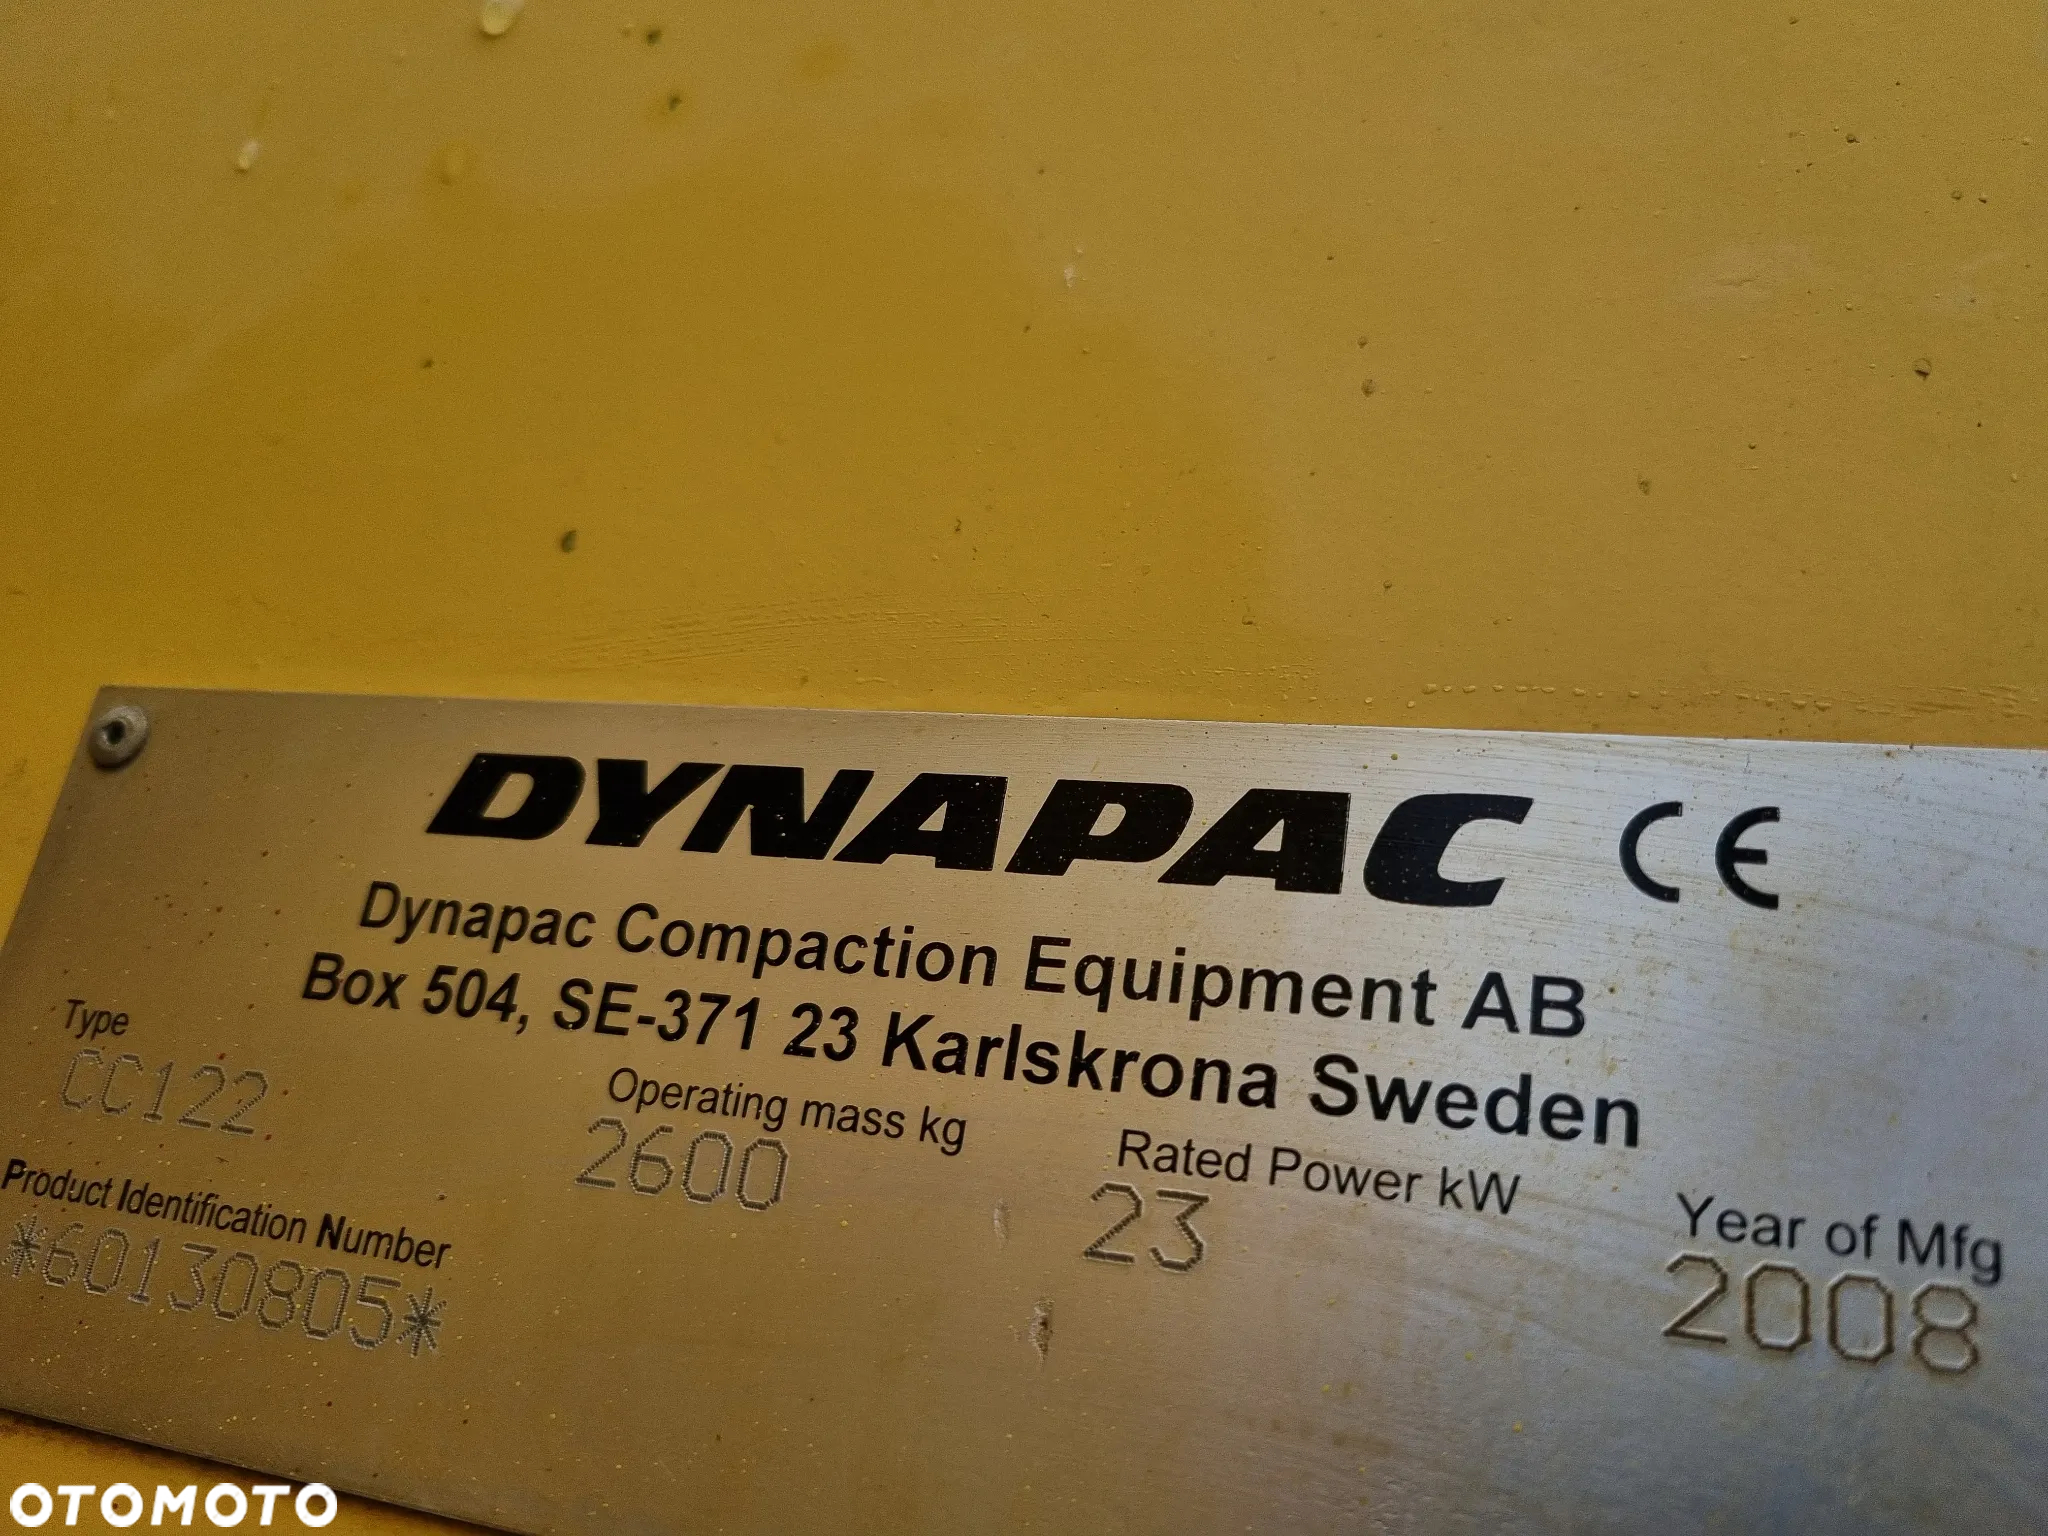 DYNAPAC CE
Dynapac Compaction Equipment AB
Box 504, SE-371 23 Karlskrona Sweden
Type
CC122
Operating mass kg
2600
Rated Power kW
23
Year of Mfg
2008
Product Identification Number
*60130805*
OTOMOTO